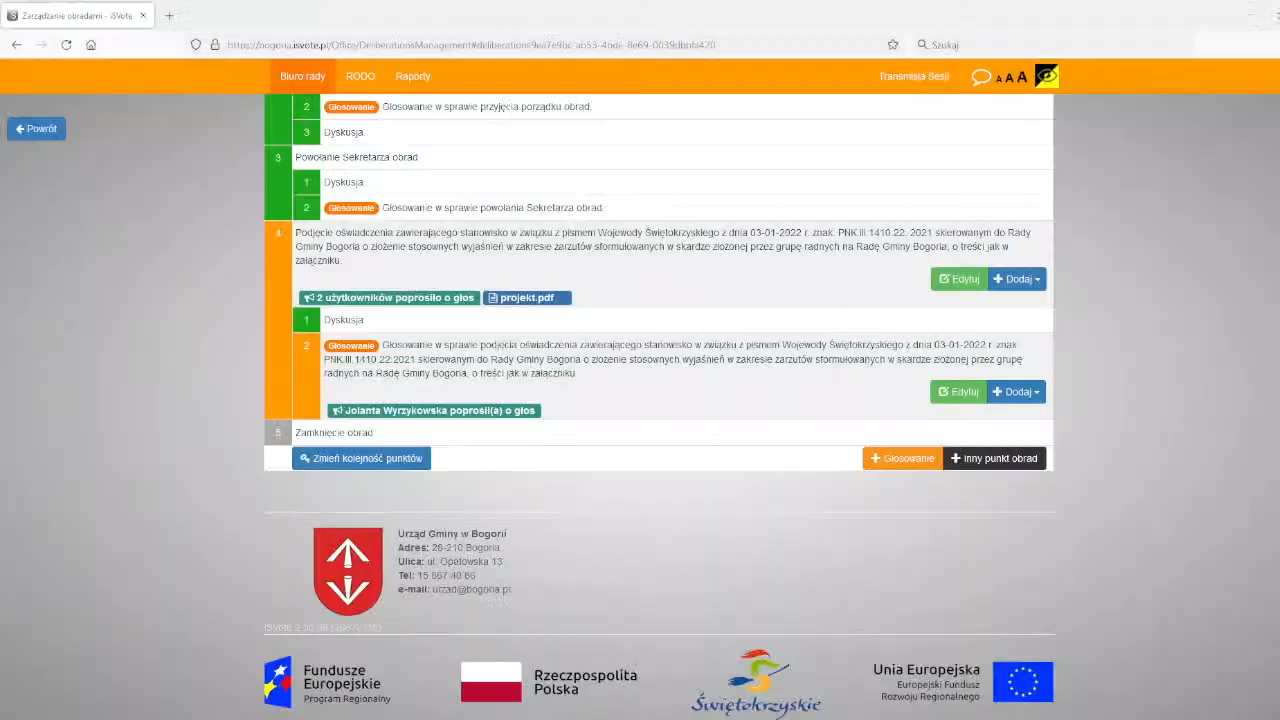 Zarządzanie obradami - iSVote
Szukaj
Biuro rady RODO Raporty Transmisja Sesji A A A
Powrót
2 Głosowanie Głosowanie w sprawie przyjęcia porządku obrad.
3 Dyskusja.
3 Powołanie Sekretarza obrad
1 Dyskusja.
2 Głosowanie Głosowanie w sprawie powołania Sekretarza obrad.
4 Podjęcie oświadczenia zawierającego stanowisko w związku z pismem Wojewody Świętokrzyskiego z dnia 03-01-2022 r. znak. PNK.III.1410.22. 2021 skierowanym do Rady
Gminy Bogoria o złożenie stosownych wyjaśnień w zakresie zarzutów sformułowanych w skardze złożonej przez grupę radnych na Radę Gminy Bogoria, o treści jak w
załączniku.
Edytuj Dodaj
2 użytkowników poprosiło o głos projekt.pdf
1 Dyskusja
2 Głosowanie Głosowanie w sprawie podjęcia oświadczenia zawierającego stanowisko w związku z pismem Wojewody Świętokrzyskiego z dnia 03-01-2022 r. znak
PNK.III.1410.22.2021 skierowanym do Rady Gminy Bogoria o złożenie stosownych wyjaśnień w zakresie zarzutów sformułowanych w skardze złożonej przez grupę
radnych na Radę Gminy Bogoria, o treści jak w załączniku
Edytuj Dodaj
Jolanta Wyrzykowska poprosił(a) o głos
5 Zamknięcie obrad
Zmień kolejność punktów Głosowanie Inny punkt obrad
Urząd Gminy w Bogorii
Adres: 28-210 Bogoria
Ulica: ul. Opatowska 13
Tel: 15 867 40 86
e-mail: urzad@bogoria.pl
Fundusze
Europejskie
Program Regionalny
Rzeczpospolita
Polska
Świętokrzyskie
Unia Europejska
Europejski Fundusz
Rozwoju Regionalnego